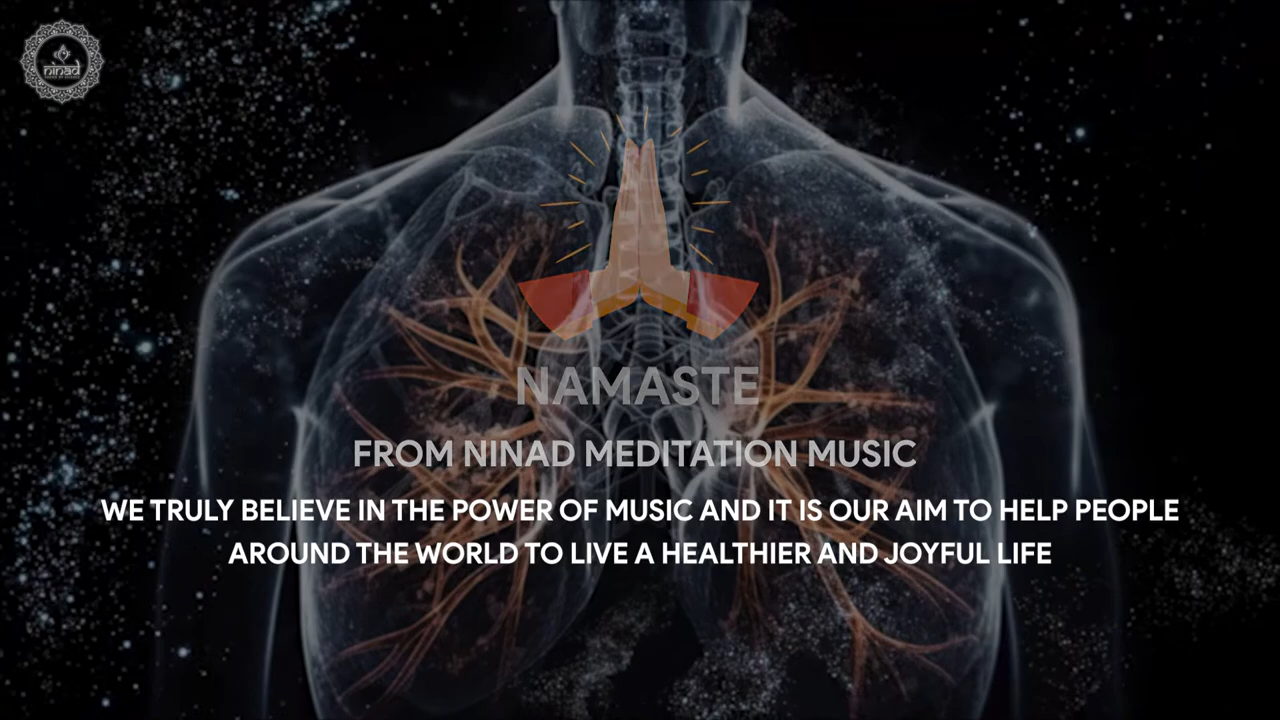 ninad
NAMASTE
FROM NINAD MEDITATION MUSIC
WE TRULY BELIEVE IN THE POWER OF MUSIC AND IT IS OUR AIM TO HELP PEOPLE
AROUND THE WORLD TO LIVE A HEALTHIER AND JOYFUL LIFE